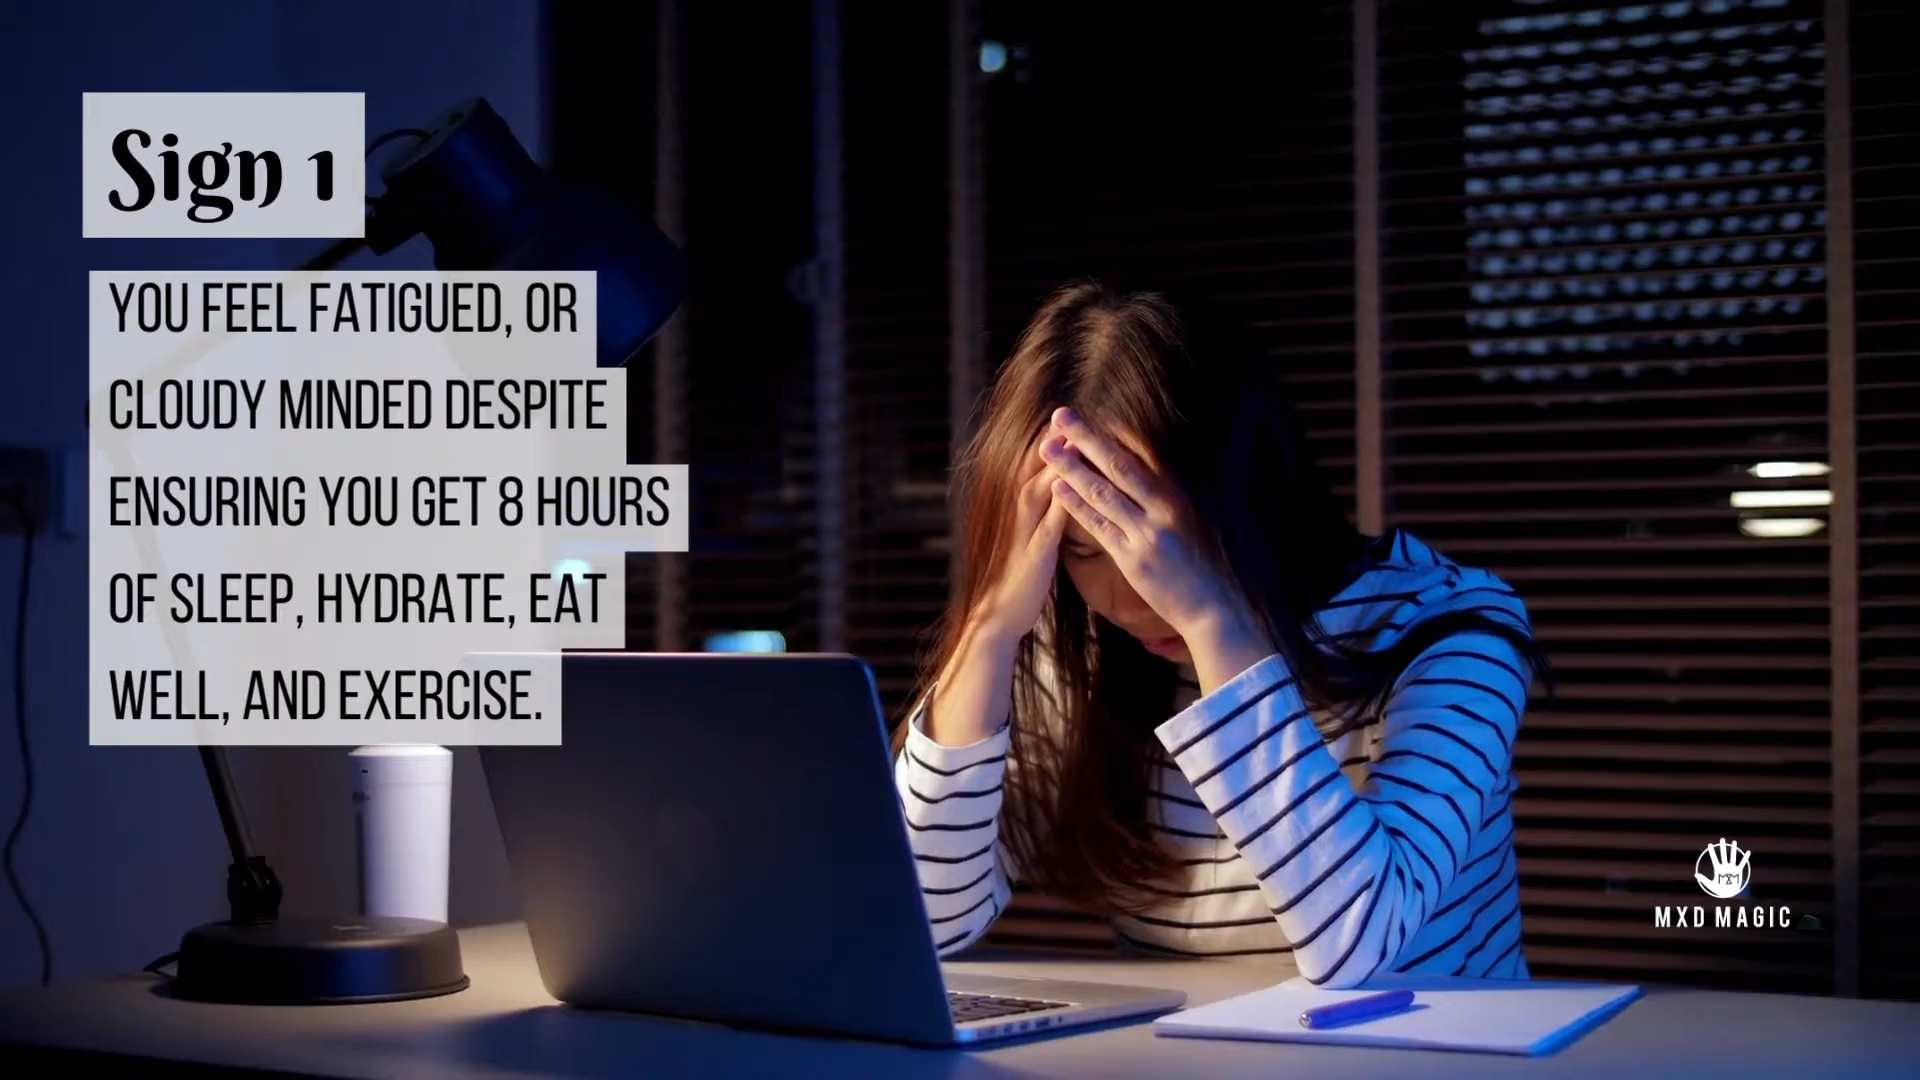 Sign 1
YOU FEEL FATIGUED, OR
CLOUDY MINDED DESPITE
ENSURING YOU GET 8 HOURS
OF SLEEP, HYDRATE, EAT
WELL, AND EXERCISE.
MXM
MXD MAGIC